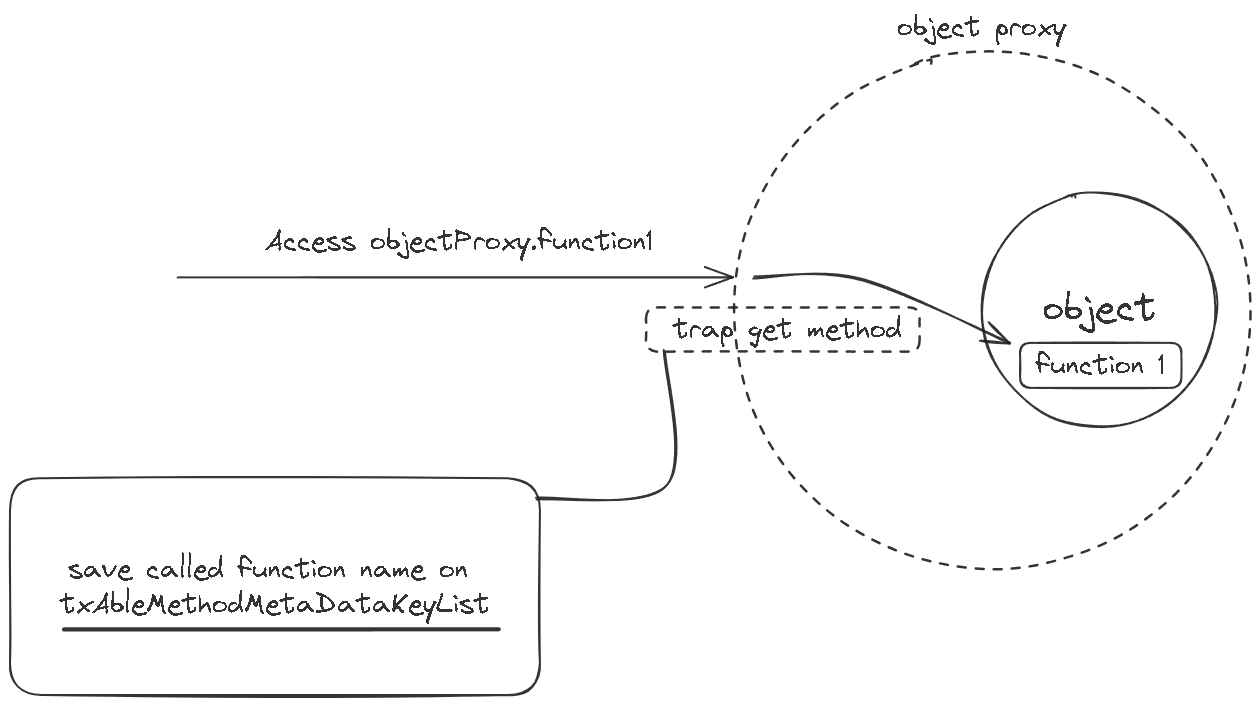 object proxy
Access objectProxy.function1
object
trap get method
function 1
save called function name on
txAbleMethodMetaDataKeyList